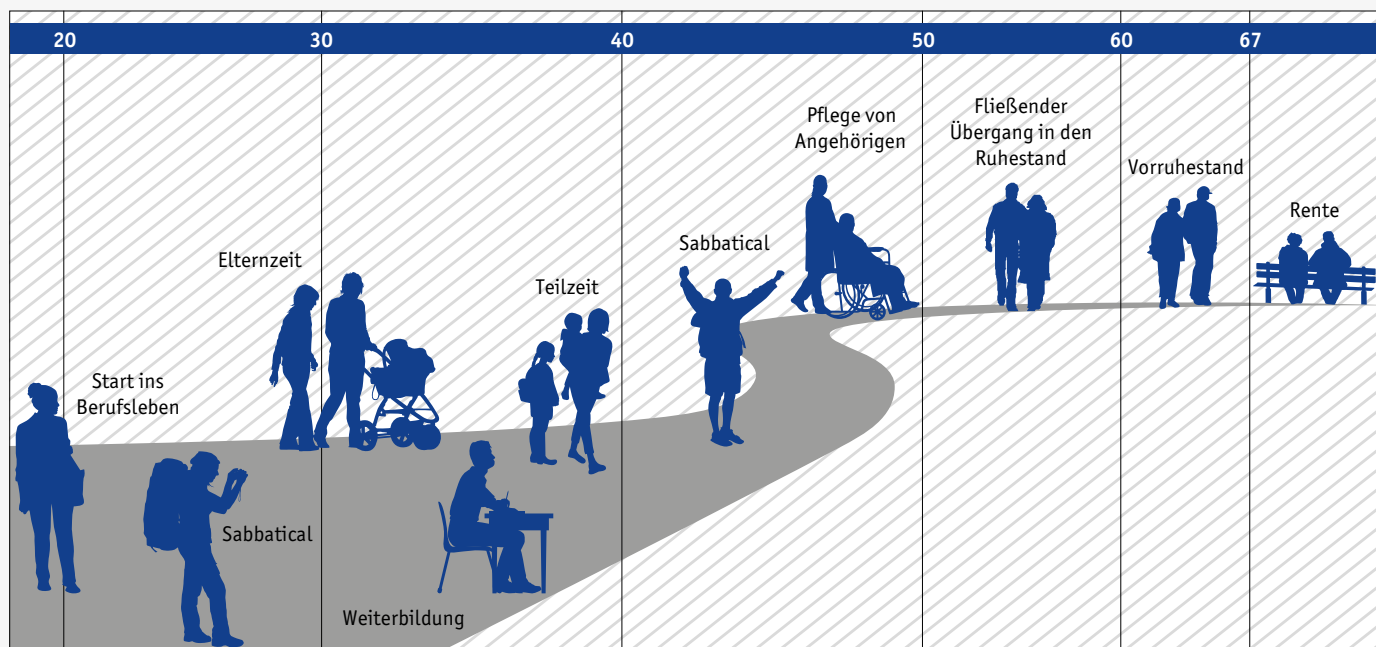 20 30 40 50 60 67
Pflege von
Angehörigen
Fließender
Übergang in den
Ruhestand
Vorruhestand
Rente
Sabbatical
Elternzeit
Teilzeit
Start ins
Berufsleben
Sabbatical
Weiterbildung